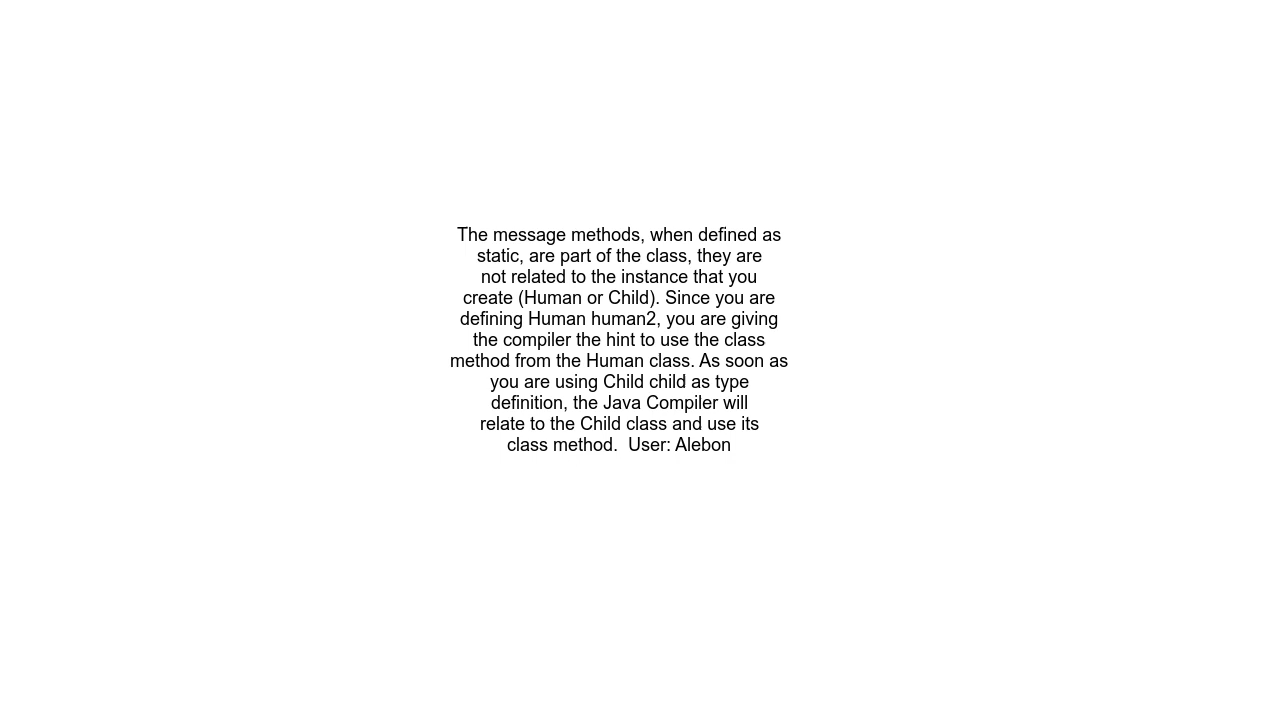 The message methods, when defined as
static, are part of the class, they are
not related to the instance that you
create (Human or Child). Since you are
defining Human human2, you are giving
the compiler the hint to use the class
method from the Human class. As soon as
you are using Child child as type
definition, the Java Compiler will
relate to the Child class and use its
class method.  User: Alebon